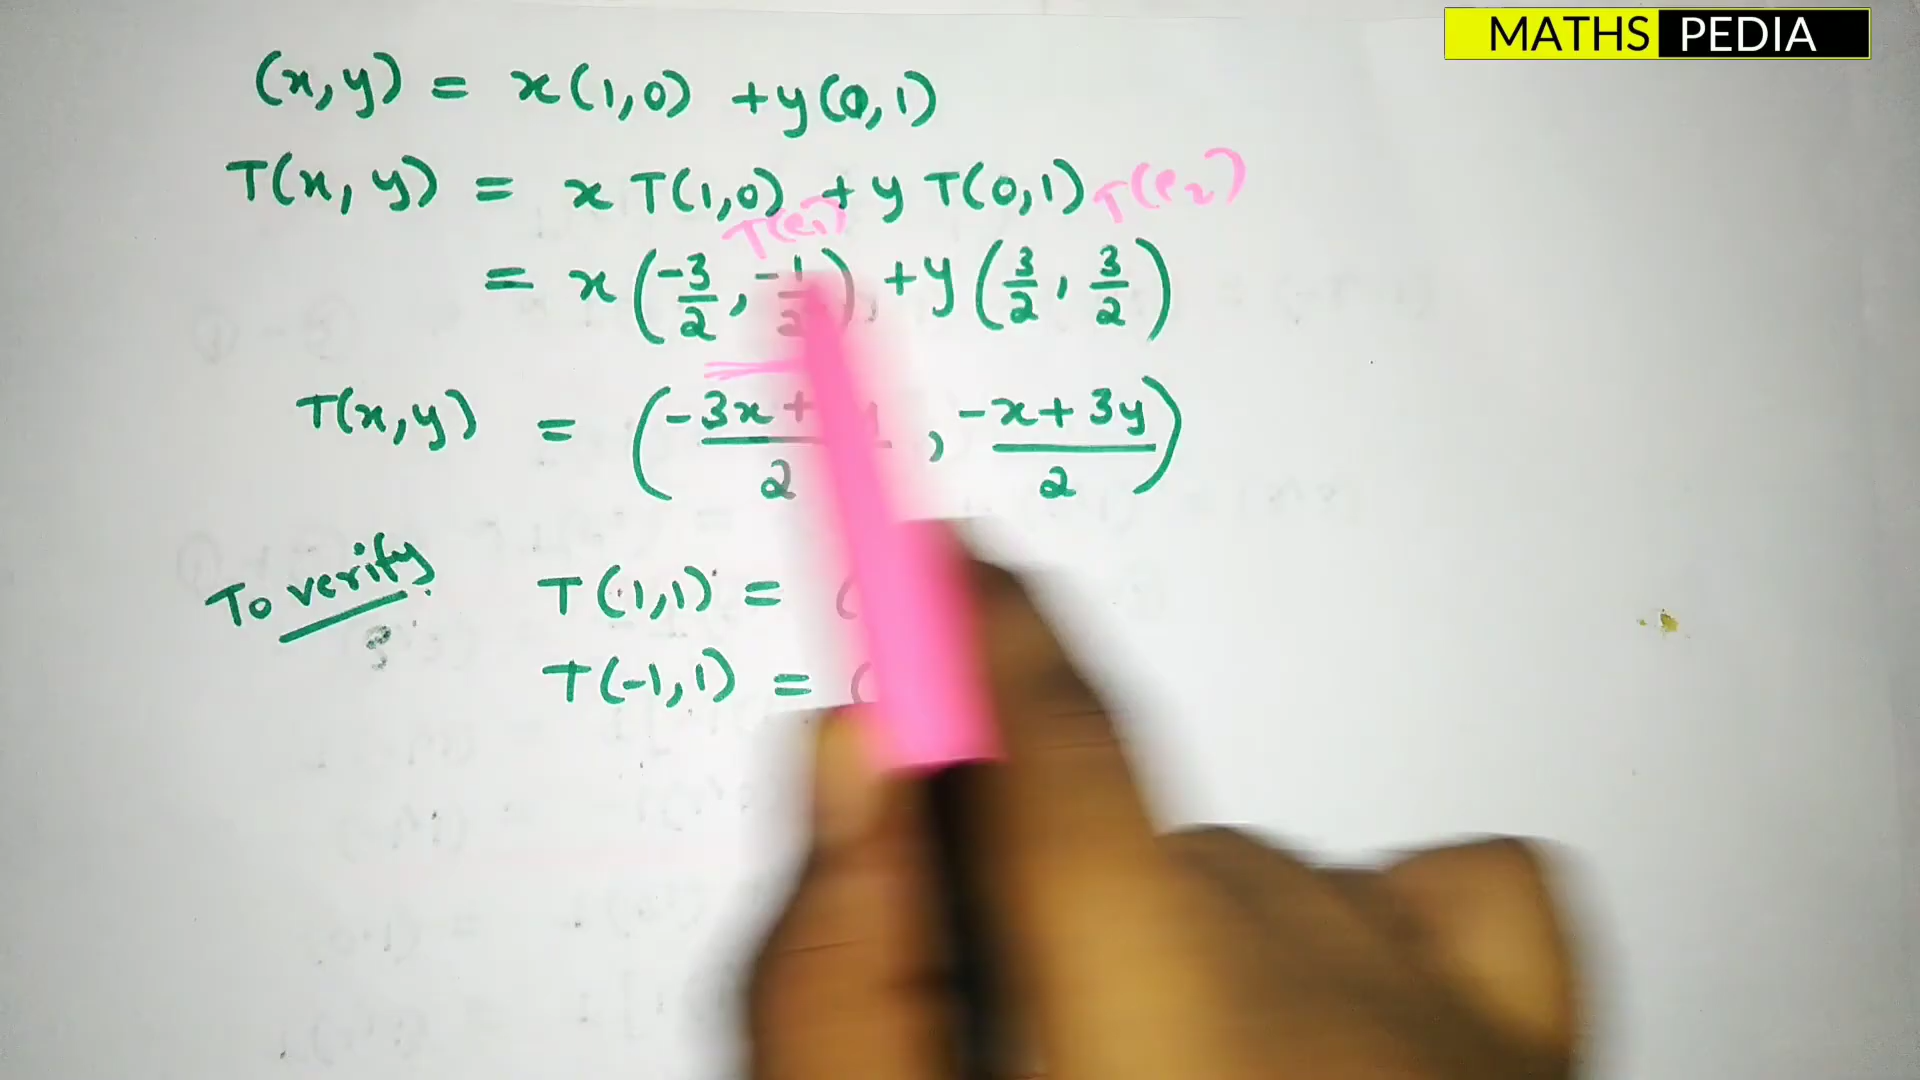 MATHS PEDIA
(x, y) = x(1,0) + y(0,1)
T(x, y) = x T(1,0) + y T(0,1) T(e2)
T(e1)
= x(-3/2, -1/2), + y(3/2, 3/2)
T(x,y) = (-3x+ /2, -x+3y/2)
To verify T(1,1) = (
T(-1,1) = (